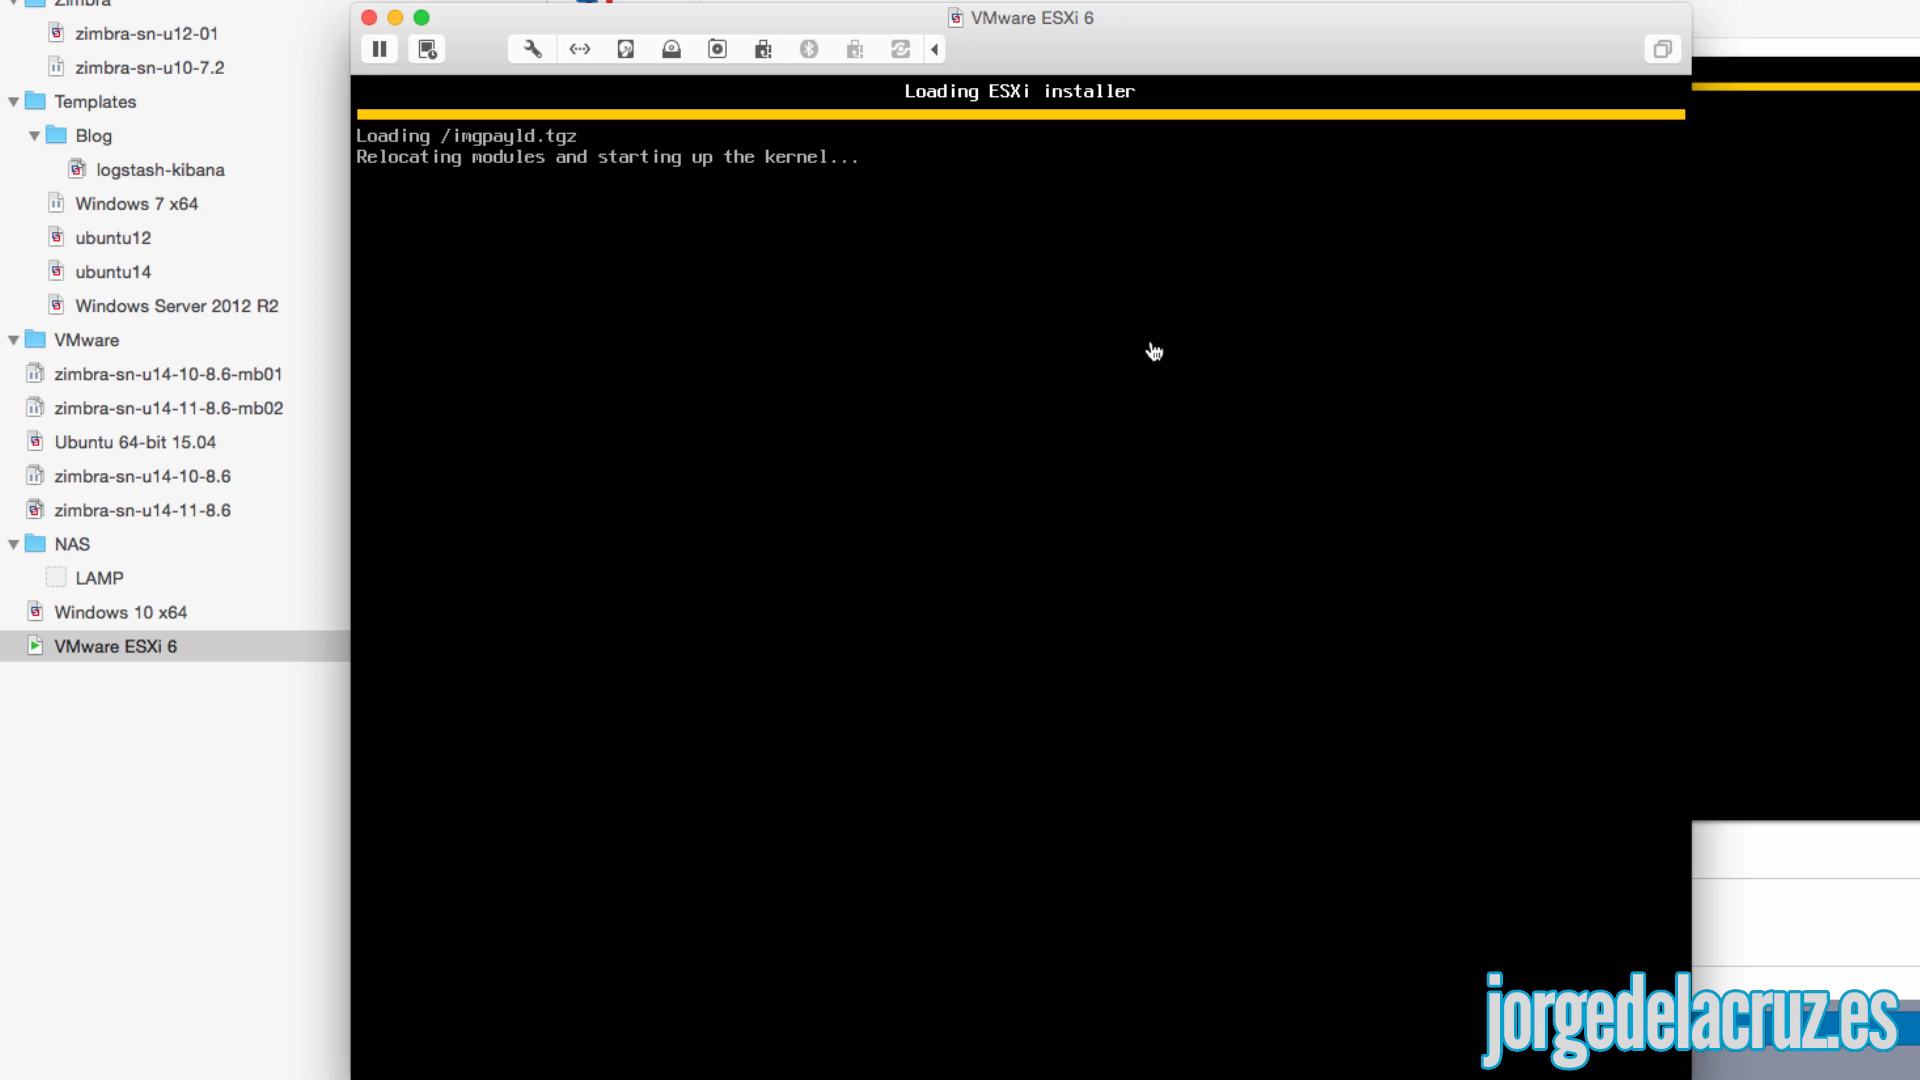 Zimbra
zimbra-sn-u12-01
zimbra-sn-u10-7.2
Templates
Blog
logstash-kibana
Windows 7 x64
ubuntu12
ubuntu14
Windows Server 2012 R2
VMware
zimbra-sn-u14-10-8.6-mb01
zimbra-sn-u14-11-8.6-mb02
Ubuntu 64-bit 15.04
zimbra-sn-u14-10-8.6
zimbra-sn-u14-11-8.6
NAS
LAMP
Windows 10 x64
VMware ESXi 6
VMware ESXi 6
Loading ESXi installer
Loading /imgpayld.tgz
Relocating modules and starting up the kernel...
jorgedelacruz.es